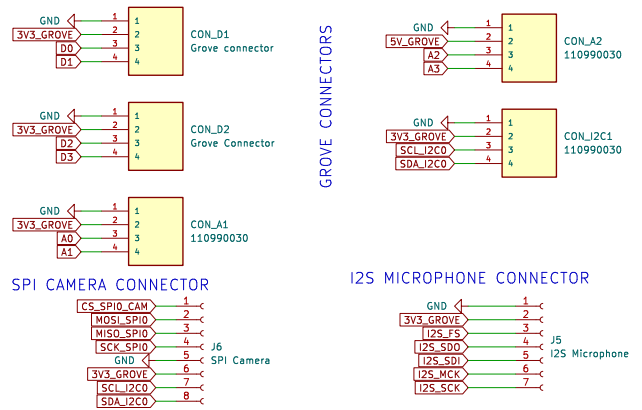 GND 1 1
3V3_GROVE 2 2 CON_D1
D0 3 3 Grove connector
D1 4 4
GND 1 1
3V3_GROVE 2 2 CON_D2
D2 3 3 Grove Connector
D3 4 4
GND 1 1
3V3_GROVE 2 2 CON_A1
A0 3 3 110990030
A1 4 4
GROVE CONNECTORS
GND 1 1
5V_GROVE 2 2 CON_A2
A2 3 3 110990030
A3 4 4
GND 1 1
3V3_GROVE 2 2 CON_I2C1
SCL_I2C0 3 3 110990030
SDA_I2C0 4 4
SPI CAMERA CONNECTOR
CS_SPI0_CAM 1
MOSI_SPI0 2
MISO_SPI0 3
SCK_SPI0 4 J6
GND 5 SPI Camera
3V3_GROVE 6
SCL_I2C0 7
SDA_I2C0 8
I2S MICROPHONE CONNECTOR
GND 1
3V3_GROVE 2
I2S_FS 3
I2S_SDO 4 J5
I2S_SDI 5 I2S Microphone
I2S_MCK 6
I2S_SCK 7